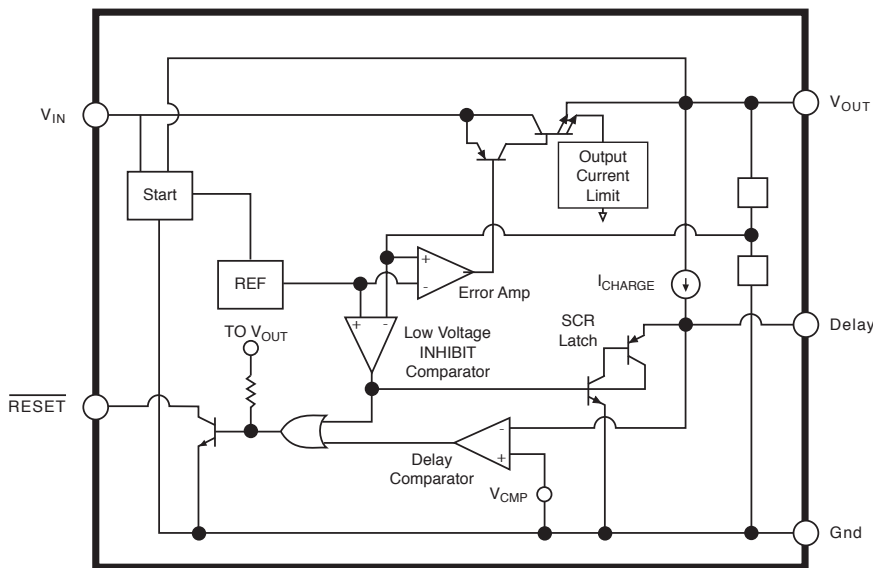 V_IN
V_OUT
Start
Output
Current
Limit
REF
+
-
Error Amp
I_CHARGE
+
-
Low Voltage
INHIBIT
Comparator
TO V_OUT
SCR
Latch
Delay
RESET
-
+
Delay
Comparator
V_CMP
Gnd